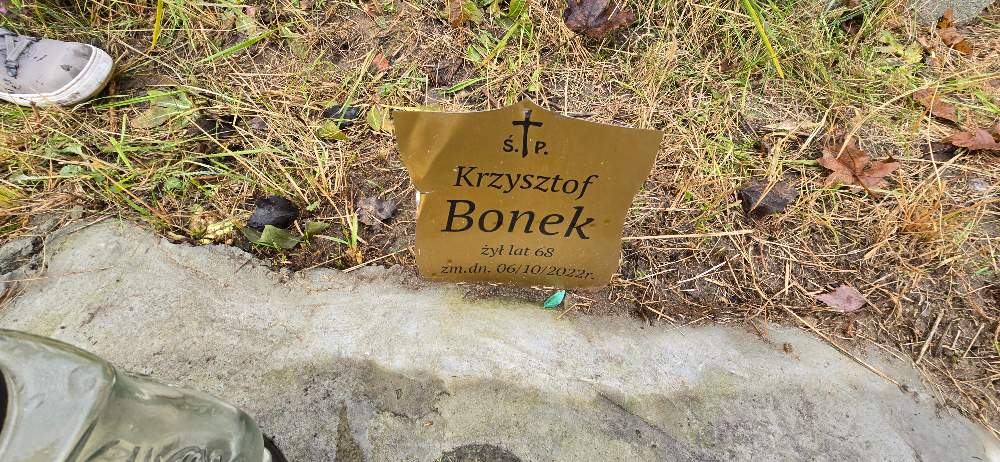 Ś. P.
Krzysztof
Bonek
żył lat 68
zm.dn. 06/10/2022r.